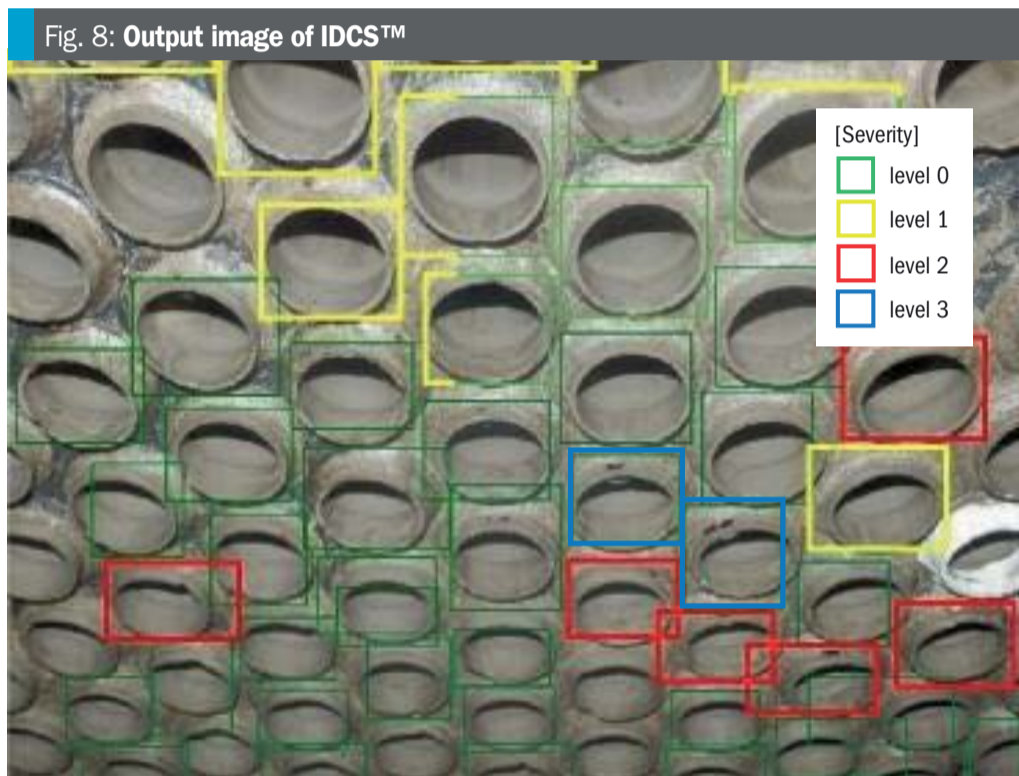 Fig. 8: Output image of IDCS™
[Severity]
level 0
level 1
level 2
level 3